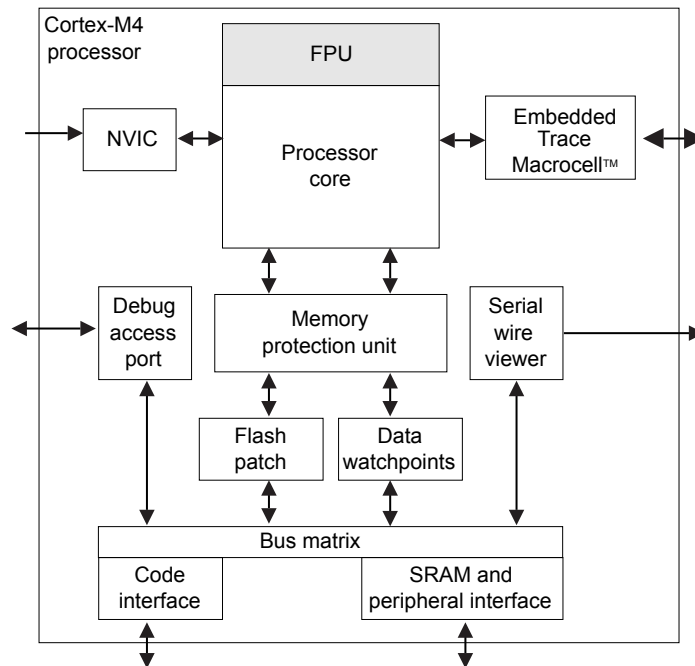 Cortex-M4
processor
FPU
NVIC
Processor
core
Embedded
Trace
Macrocell™
Debug
access
port
Memory
protection unit
Serial
wire
viewer
Flash
patch
Data
watchpoints
Bus matrix
Code
interface
SRAM and
peripheral interface